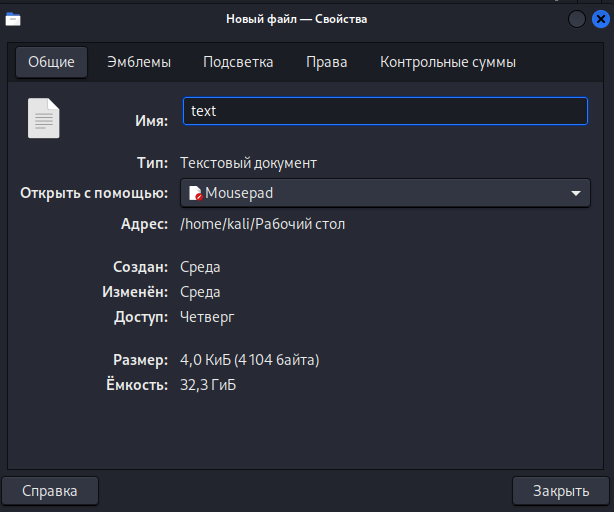 Новый файл — Свойства
Общие Эмблемы Подсветка Права Контрольные суммы
Имя: text
Тип: Текстовый документ
Открыть с помощью: Mousepad
Адрес: /home/kali/Рабочий стол
Создан: Среда
Изменён: Среда
Доступ: Четверг
Размер: 4,0 КиБ (4 104 байта)
Ёмкость: 32,3 ГиБ
Справка Закрыть